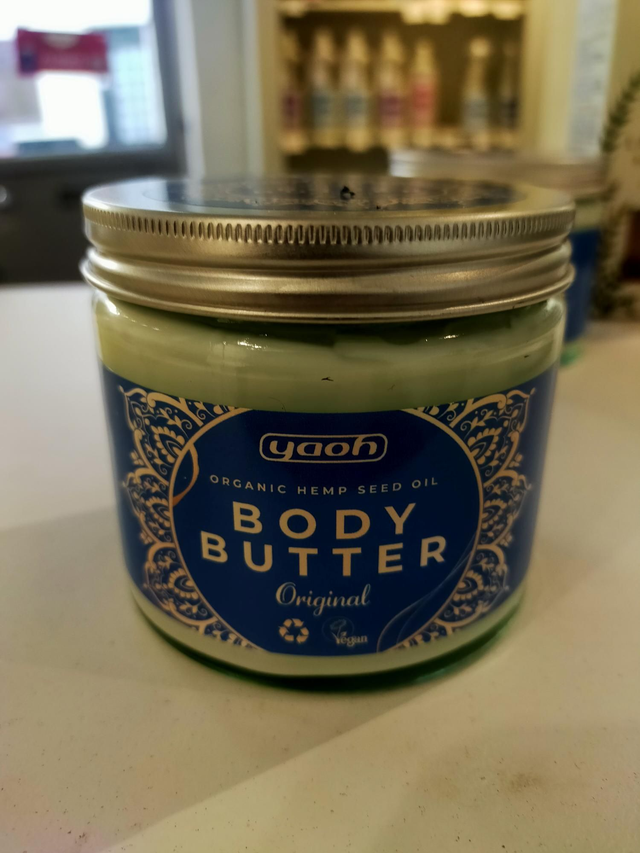 yaoh
ORGANIC HEMP SEED OIL
BODY
BUTTER
Original
Vegan